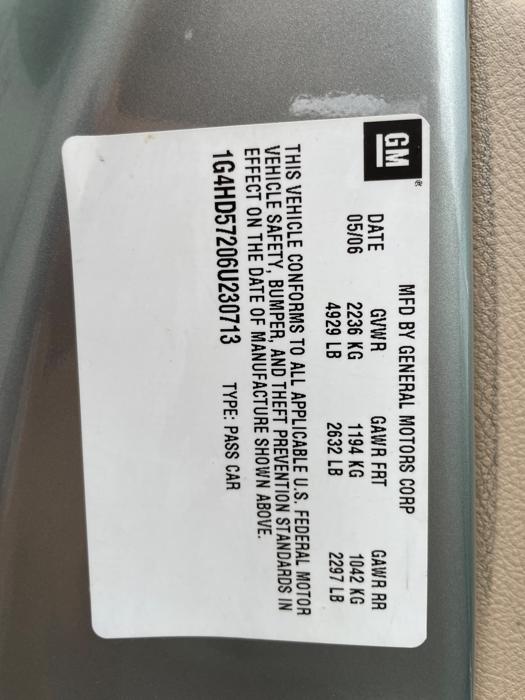 GM®
MFD BY GENERAL MOTORS CORP
DATE GVWR GAWR FRT GAWR RR
05/06 2236 KG 1194 KG 1042 KG
4929 LB 2632 LB 2297 LB
THIS VEHICLE CONFORMS TO ALL APPLICABLE U.S. FEDERAL MOTOR
VEHICLE SAFETY, BUMPER, AND THEFT PREVENTION STANDARDS IN
EFFECT ON THE DATE OF MANUFACTURE SHOWN ABOVE.
1G4HD57206U230713 TYPE: PASS CAR